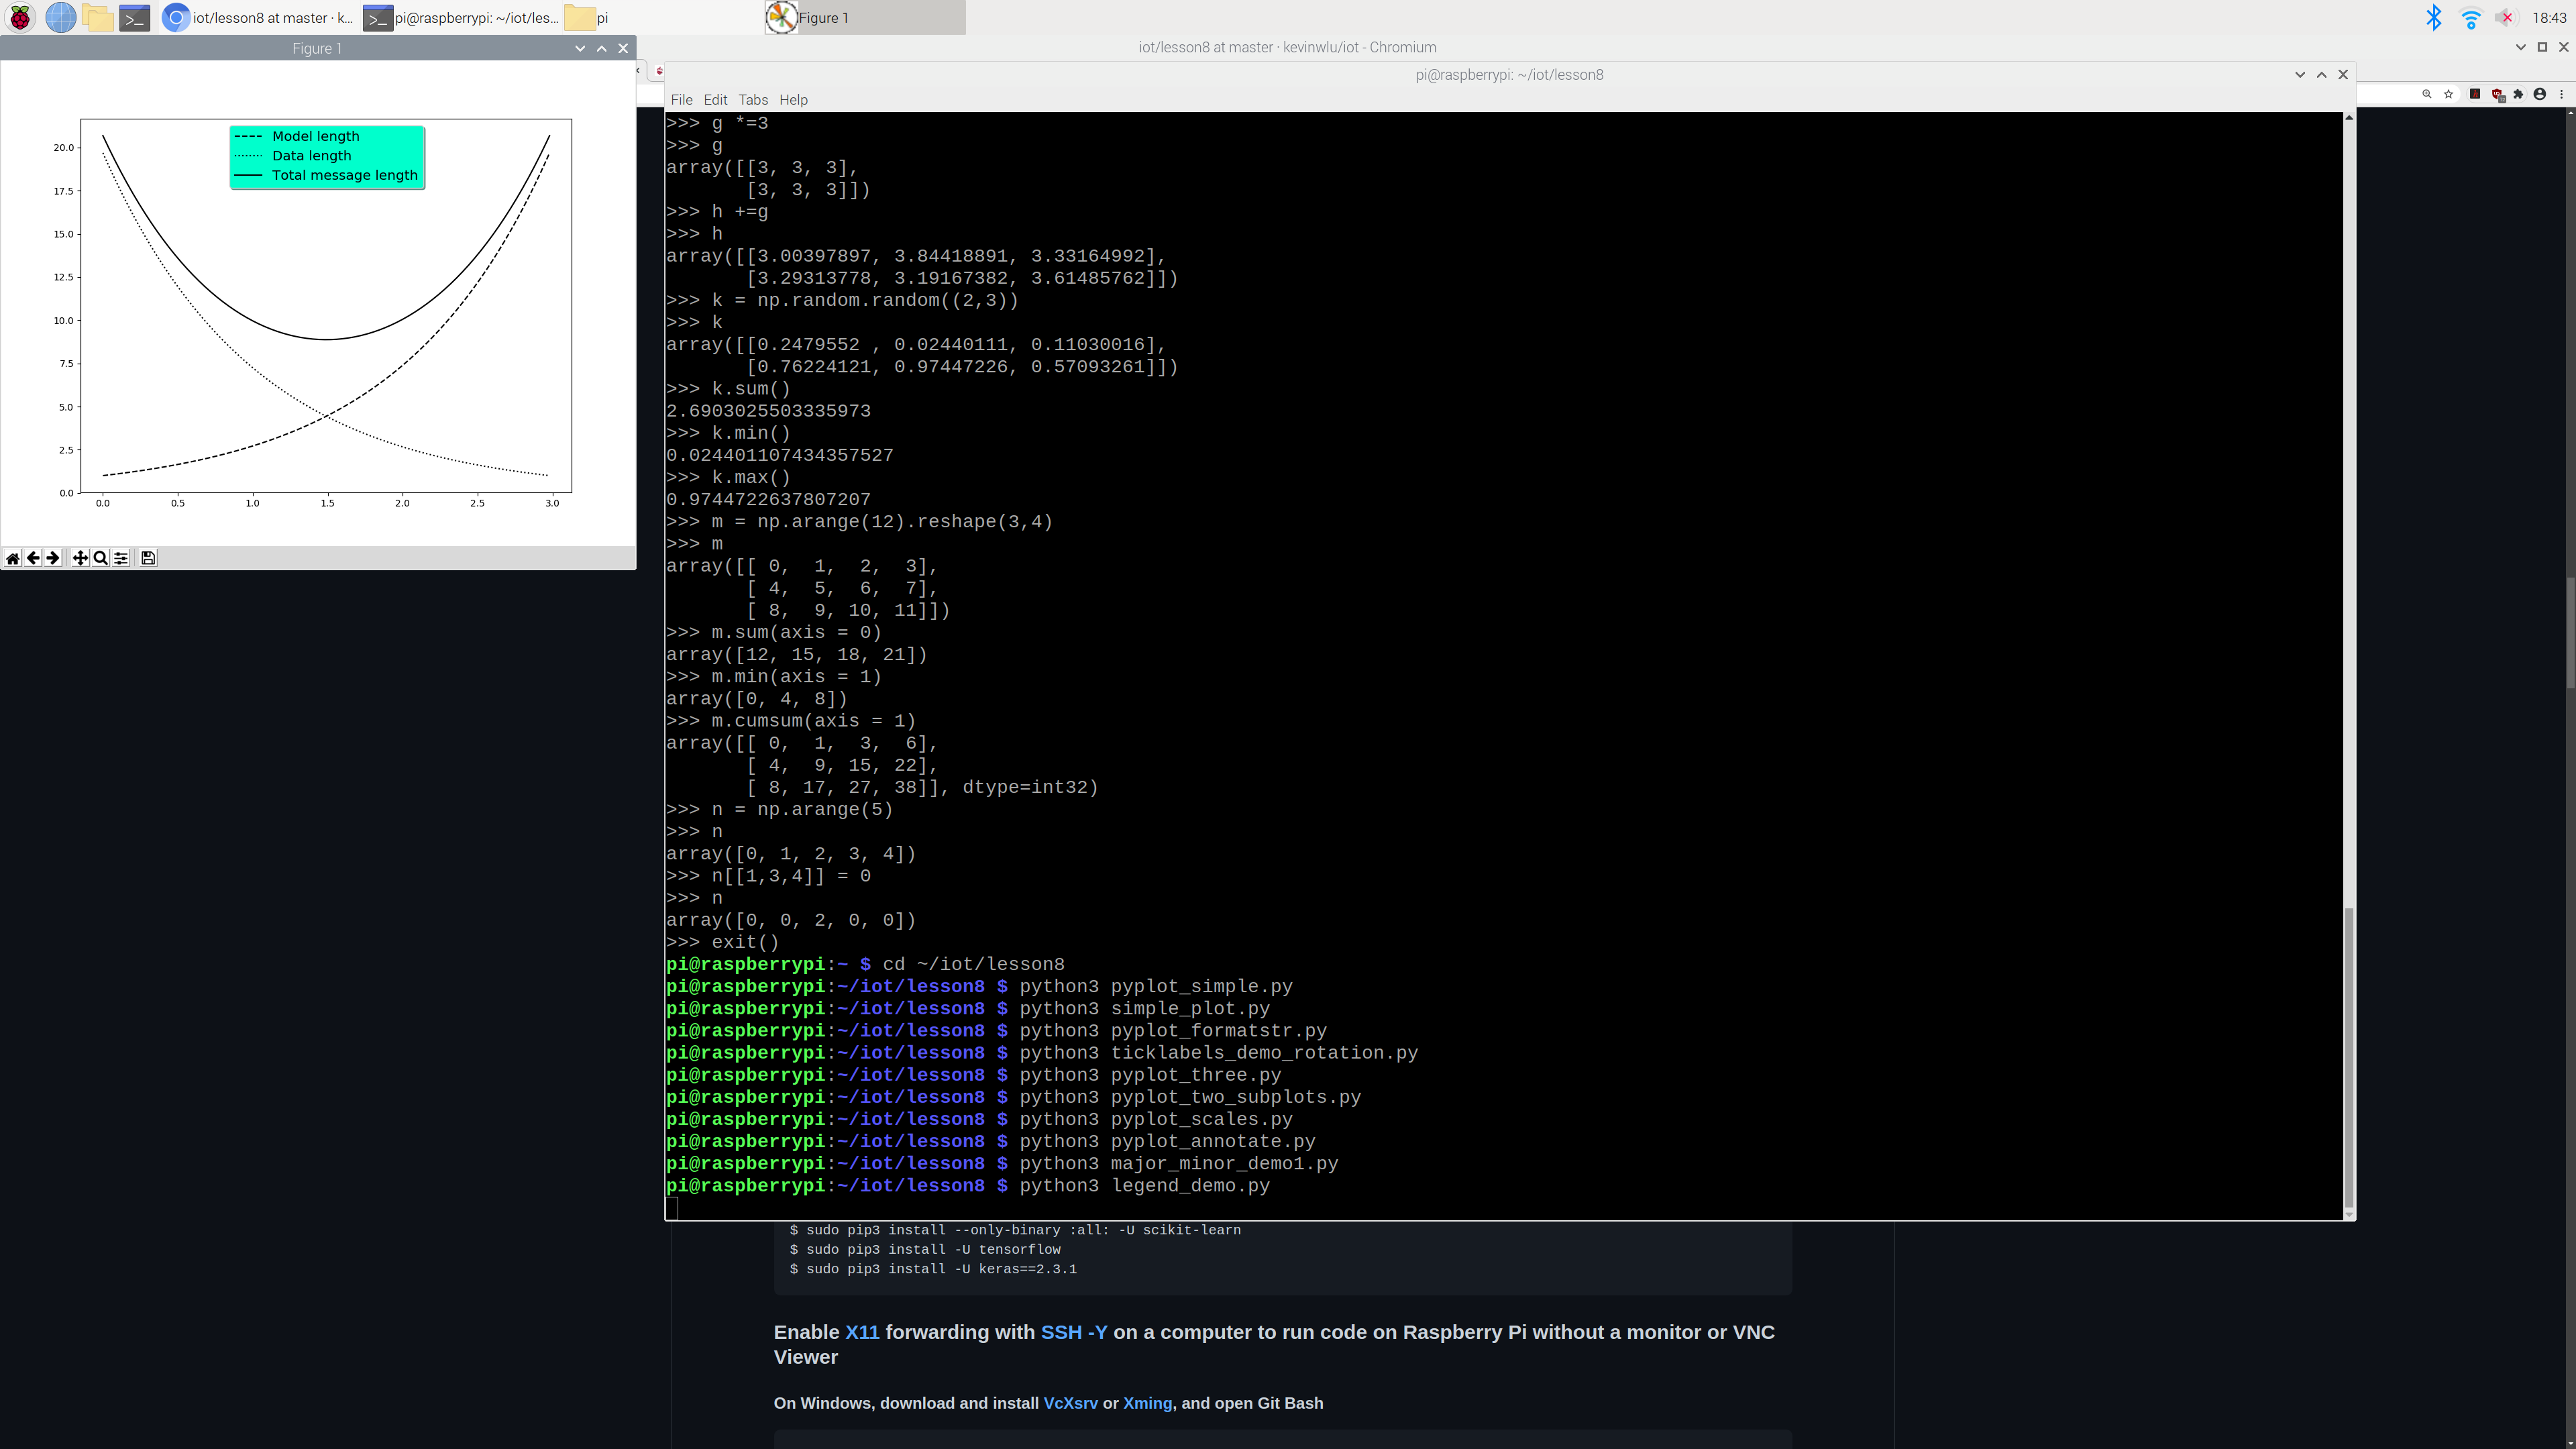 iot/lesson8 at master · k...
pi@raspberrypi: ~/iot/les...
pi
Figure 1
18:43
Figure 1
iot/lesson8 at master · kevinwlu/iot - Chromium
pi@raspberrypi: ~/iot/lesson8
File Edit Tabs Help
Model length
Data length
Total message length
20.0
17.5
15.0
12.5
10.0
7.5
5.0
2.5
0.0
0.0 0.5 1.0 1.5 2.0 2.5 3.0
>>> g *=3
>>> g
array([[3, 3, 3],
       [3, 3, 3]])
>>> h +=g
>>> h
array([[3.00397897, 3.84418891, 3.33164992],
       [3.29313778, 3.19167382, 3.61485762]])
>>> k = np.random.random((2,3))
>>> k
array([[0.2479552 , 0.02440111, 0.11030016],
       [0.76224121, 0.97447226, 0.57093261]])
>>> k.sum()
2.6903025503335973
>>> k.min()
0.024401107434357527
>>> k.max()
0.9744722637807207
>>> m = np.arange(12).reshape(3,4)
>>> m
array([[ 0,  1,  2,  3],
       [ 4,  5,  6,  7],
       [ 8,  9, 10, 11]])
>>> m.sum(axis = 0)
array([12, 15, 18, 21])
>>> m.min(axis = 1)
array([0, 4, 8])
>>> m.cumsum(axis = 1)
array([[ 0,  1,  3,  6],
       [ 4,  9, 15, 22],
       [ 8, 17, 27, 38]], dtype=int32)
>>> n = np.arange(5)
>>> n
array([0, 1, 2, 3, 4])
>>> n[[1,3,4]] = 0
>>> n
array([0, 0, 2, 0, 0])
>>> exit()
pi@raspberrypi:~ $ cd ~/iot/lesson8
pi@raspberrypi:~/iot/lesson8 $ python3 pyplot_simple.py
pi@raspberrypi:~/iot/lesson8 $ python3 simple_plot.py
pi@raspberrypi:~/iot/lesson8 $ python3 pyplot_formatstr.py
pi@raspberrypi:~/iot/lesson8 $ python3 ticklabels_demo_rotation.py
pi@raspberrypi:~/iot/lesson8 $ python3 pyplot_three.py
pi@raspberrypi:~/iot/lesson8 $ python3 pyplot_two_subplots.py
pi@raspberrypi:~/iot/lesson8 $ python3 pyplot_scales.py
pi@raspberrypi:~/iot/lesson8 $ python3 pyplot_annotate.py
pi@raspberrypi:~/iot/lesson8 $ python3 major_minor_demo1.py
pi@raspberrypi:~/iot/lesson8 $ python3 legend_demo.py
$ sudo pip3 install --only-binary :all: -U scikit-learn
$ sudo pip3 install -U tensorflow
$ sudo pip3 install -U keras==2.3.1
Enable X11 forwarding with SSH -Y on a computer to run code on Raspberry Pi without a monitor or VNC
Viewer
On Windows, download and install VcXsrv or Xming, and open Git Bash